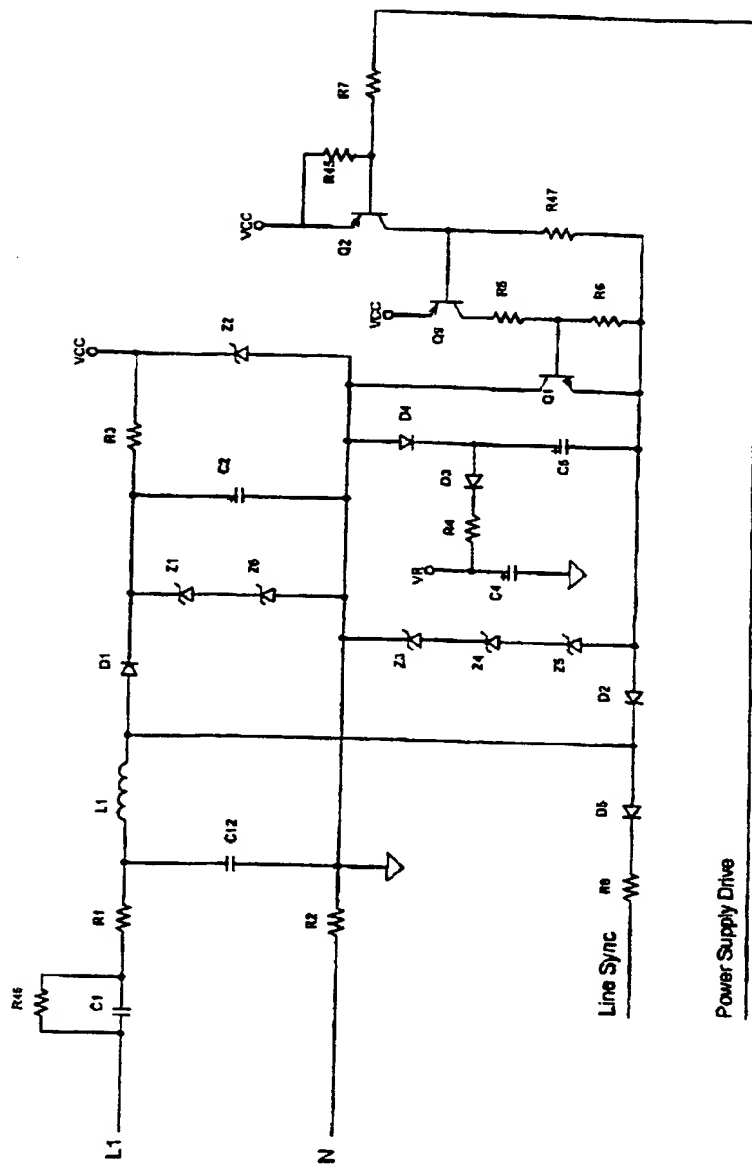 R46
VCC
C1
R1
L1
D1
R3
L1
Z1
C2
Z2
C12
Z6
VCC
R45
R7
R2
N
Q2
VCC
VR
R4
D3
D4
Z3
Q9
C4
Z4
R5
R47
C5
Q1
Z5
R6
D2
Line Sync
R8
D5
Power Supply Drive